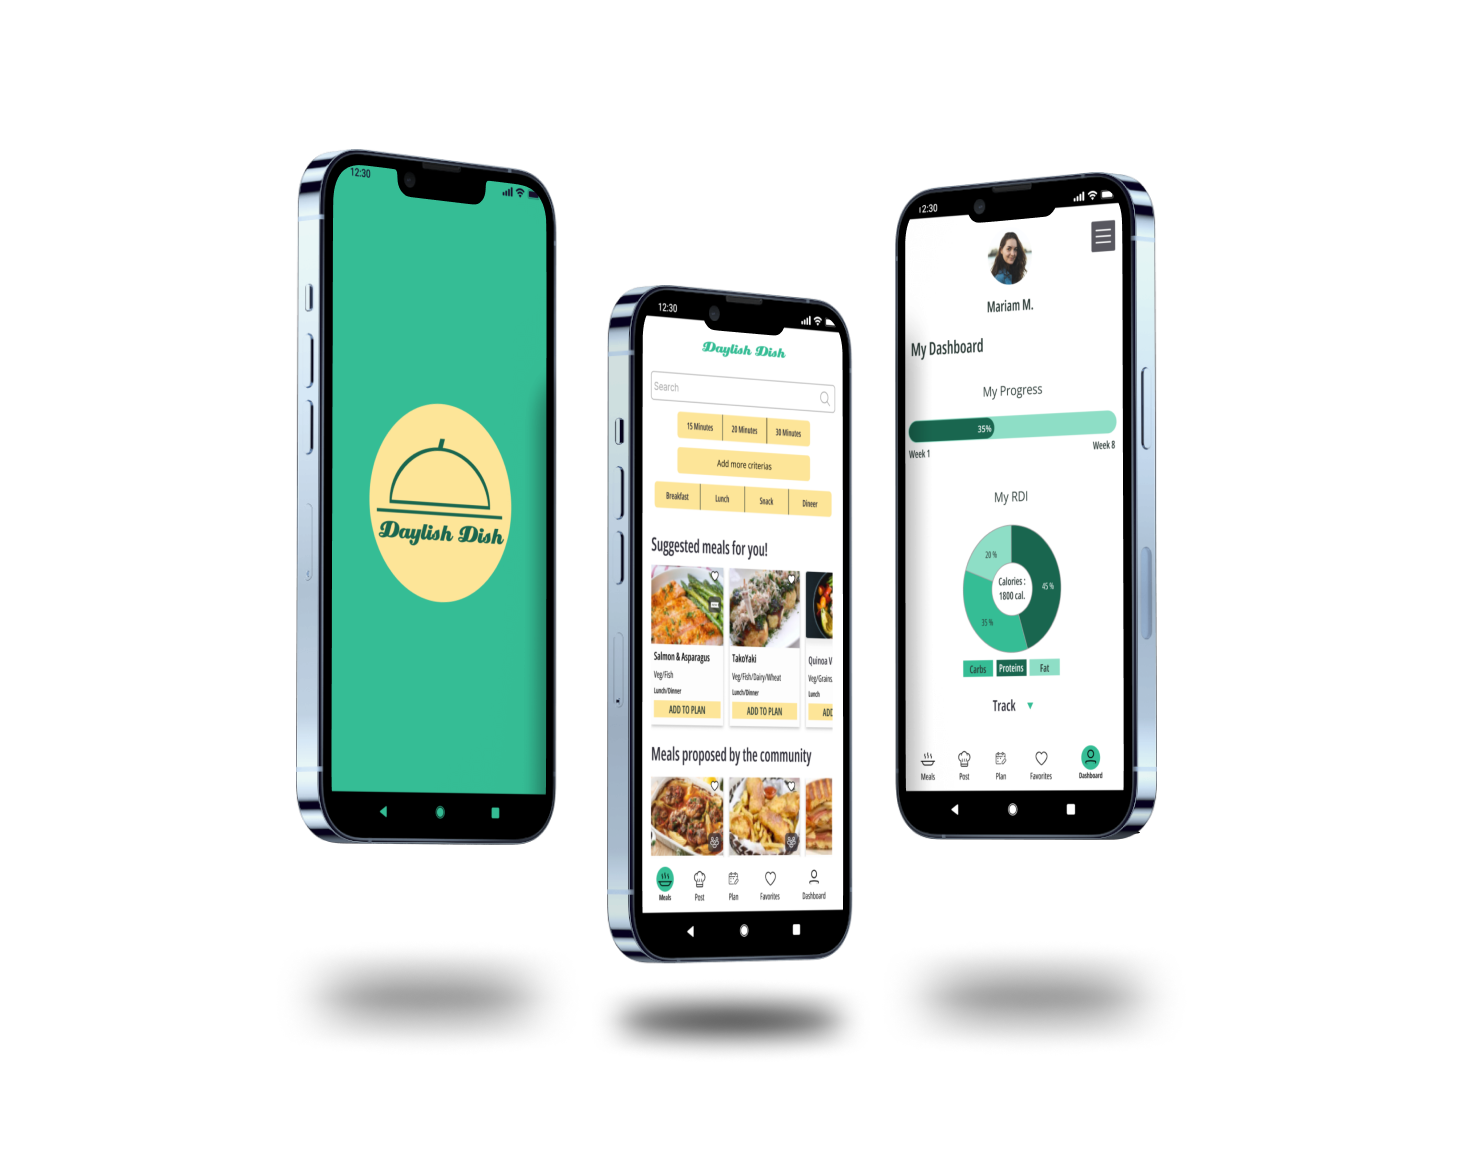 12:30
Daylish Dish
12:30
Daylish Dish
Search
15 Minutes
20 Minutes
30 Minutes
Add more criterias
Breakfast
Lunch
Snack
Dineer
Suggested meals for you!
Salmon & Asparagus
Veg/Fish
Lunch/Dinner
ADD TO PLAN
TakoYaki
Veg/Fish/Dairy/Wheat
Lunch/Dinner
ADD TO PLAN
Quinoa V
Veg/Grains
Lunch
ADD
Meals proposed by the community
Meals
Post
Plan
Favorites
Dashboard
12:30
Mariam M.
My Dashboard
My Progress
35%
Week 1
Week 8
My RDI
20 %
45 %
35 %
Calories :
1800 cal.
Carbs
Proteins
Fat
Track
Meals
Post
Plan
Favorites
Dashboard